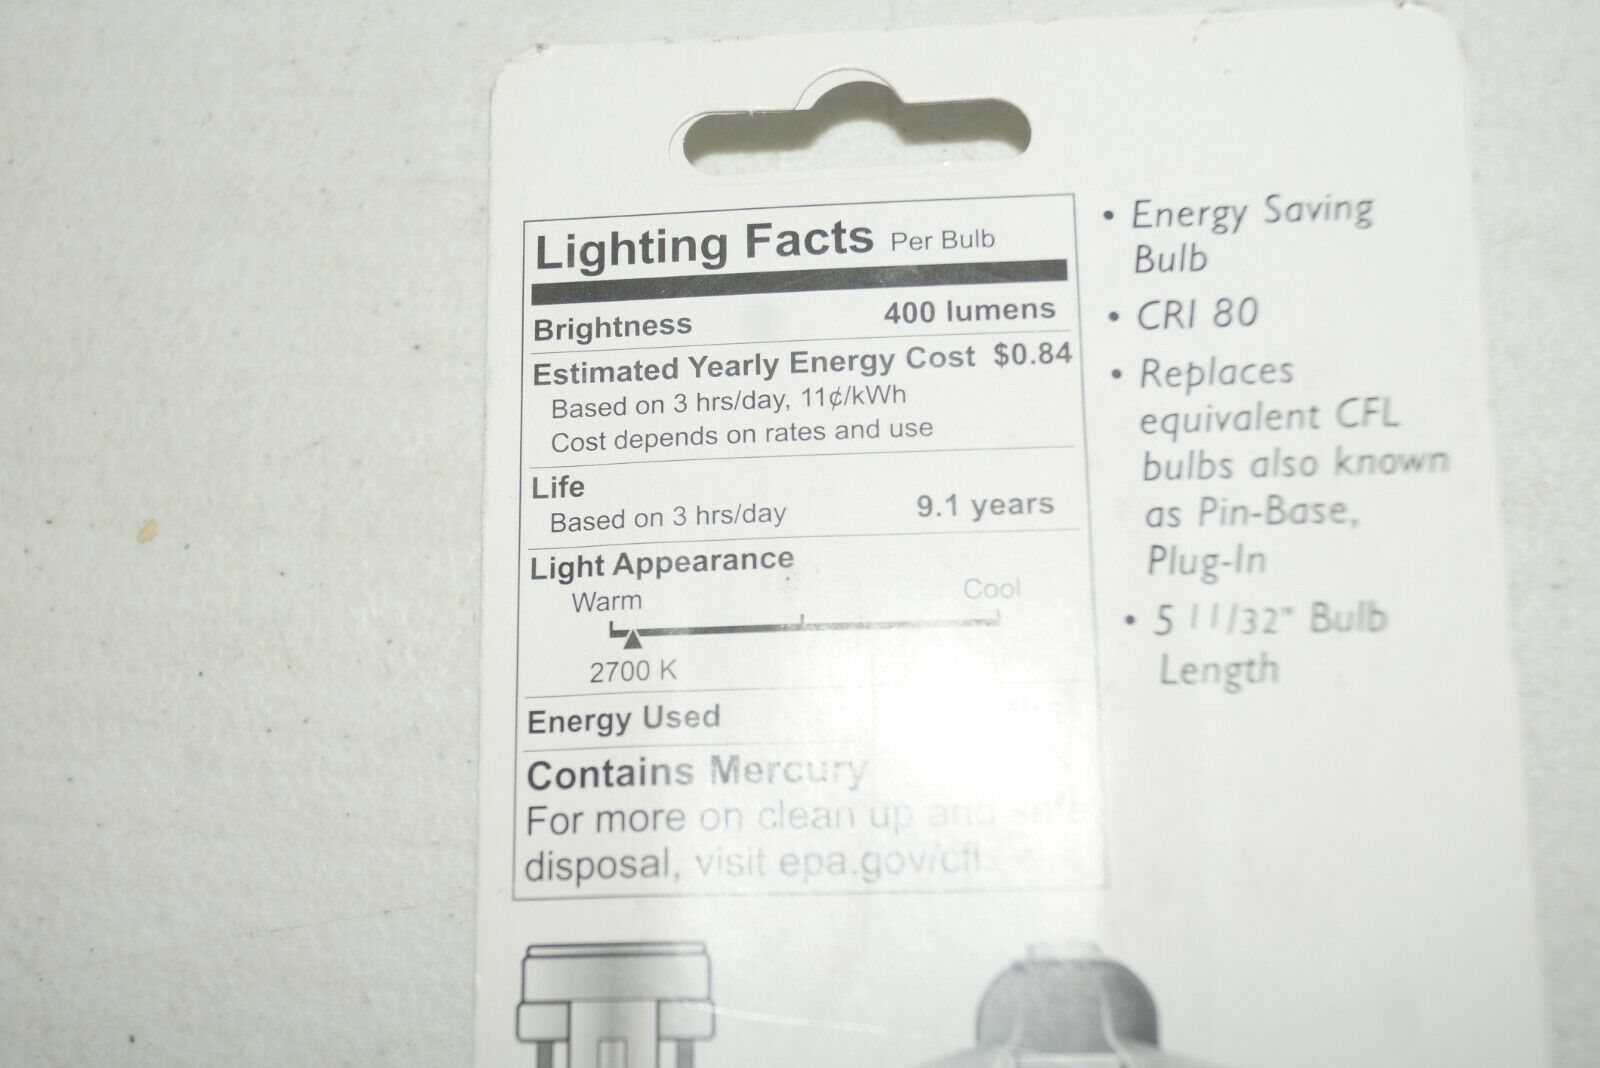 Lighting Facts Per Bulb
Brightness 400 lumens
Estimated Yearly Energy Cost $0.84
Based on 3 hrs/day, 11¢/kWh
Cost depends on rates and use
Life
Based on 3 hrs/day 9.1 years
Light Appearance
Warm Cool
2700 K
Energy Used
Contains Mercury
For more on clean up and safe
disposal, visit epa.gov/cfl.
• Energy Saving
Bulb
• CRI 80
• Replaces
equivalent CFL
bulbs also known
as Pin-Base,
Plug-In
• 5 11/32" Bulb
Length